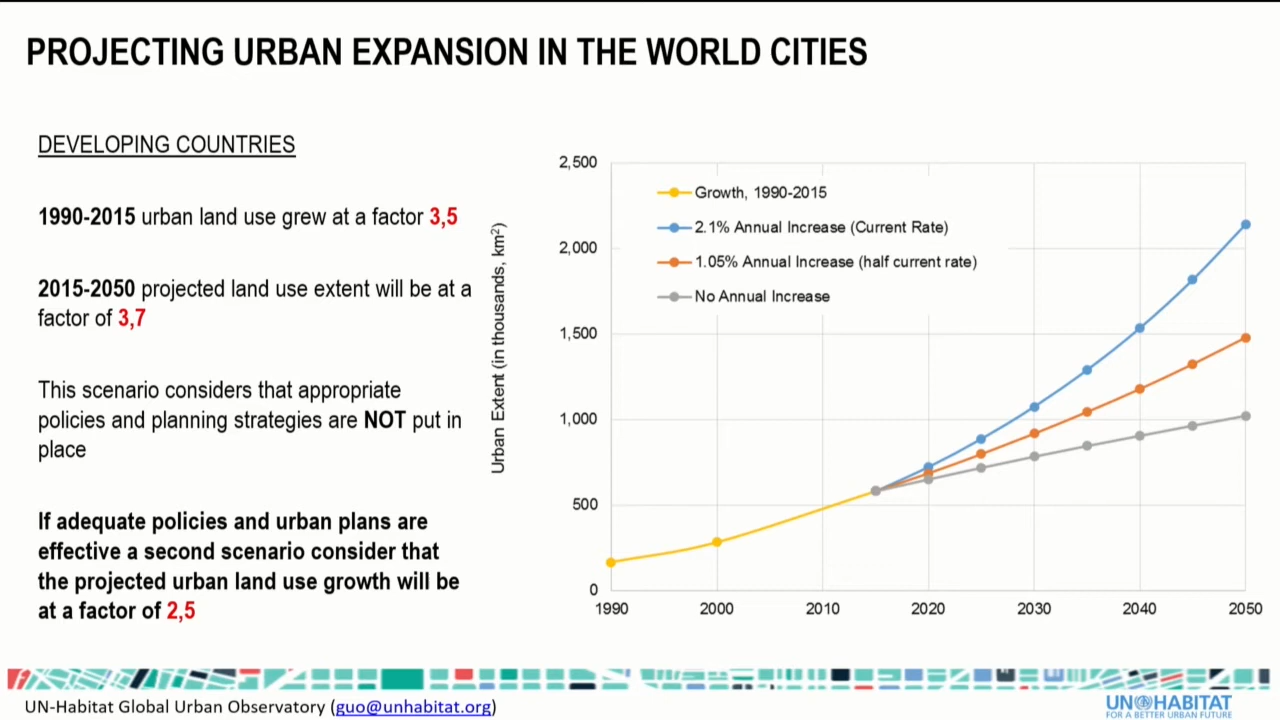 PROJECTING URBAN EXPANSION IN THE WORLD CITIES
DEVELOPING COUNTRIES
1990-2015 urban land use grew at a factor 3,5
2015-2050 projected land use extent will be at a
factor of 3,7
This scenario considers that appropriate
policies and planning strategies are NOT put in
place
If adequate policies and urban plans are
effective a second scenario consider that
the projected urban land use growth will be
at a factor of 2,5
Urban Extent (in thousands, km²)
2,500
2,000
1,500
1,000
500
0
Growth, 1990-2015
2.1% Annual Increase (Current Rate)
1.05% Annual Increase (half current rate)
No Annual Increase
1990 2000 2010 2020 2030 2040 2050
UN-Habitat Global Urban Observatory (guo@unhabitat.org)
UN HABITAT
FOR A BETTER URBAN FUTURE